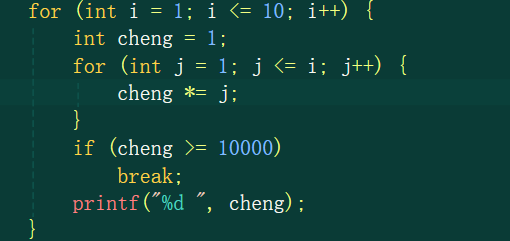 for (int i = 1; i <= 10; i++) {
    int cheng = 1;
    for (int j = 1; j <= i; j++) {
        cheng *= j;
    }
    if (cheng >= 10000)
        break;
    printf("%d ", cheng);
}